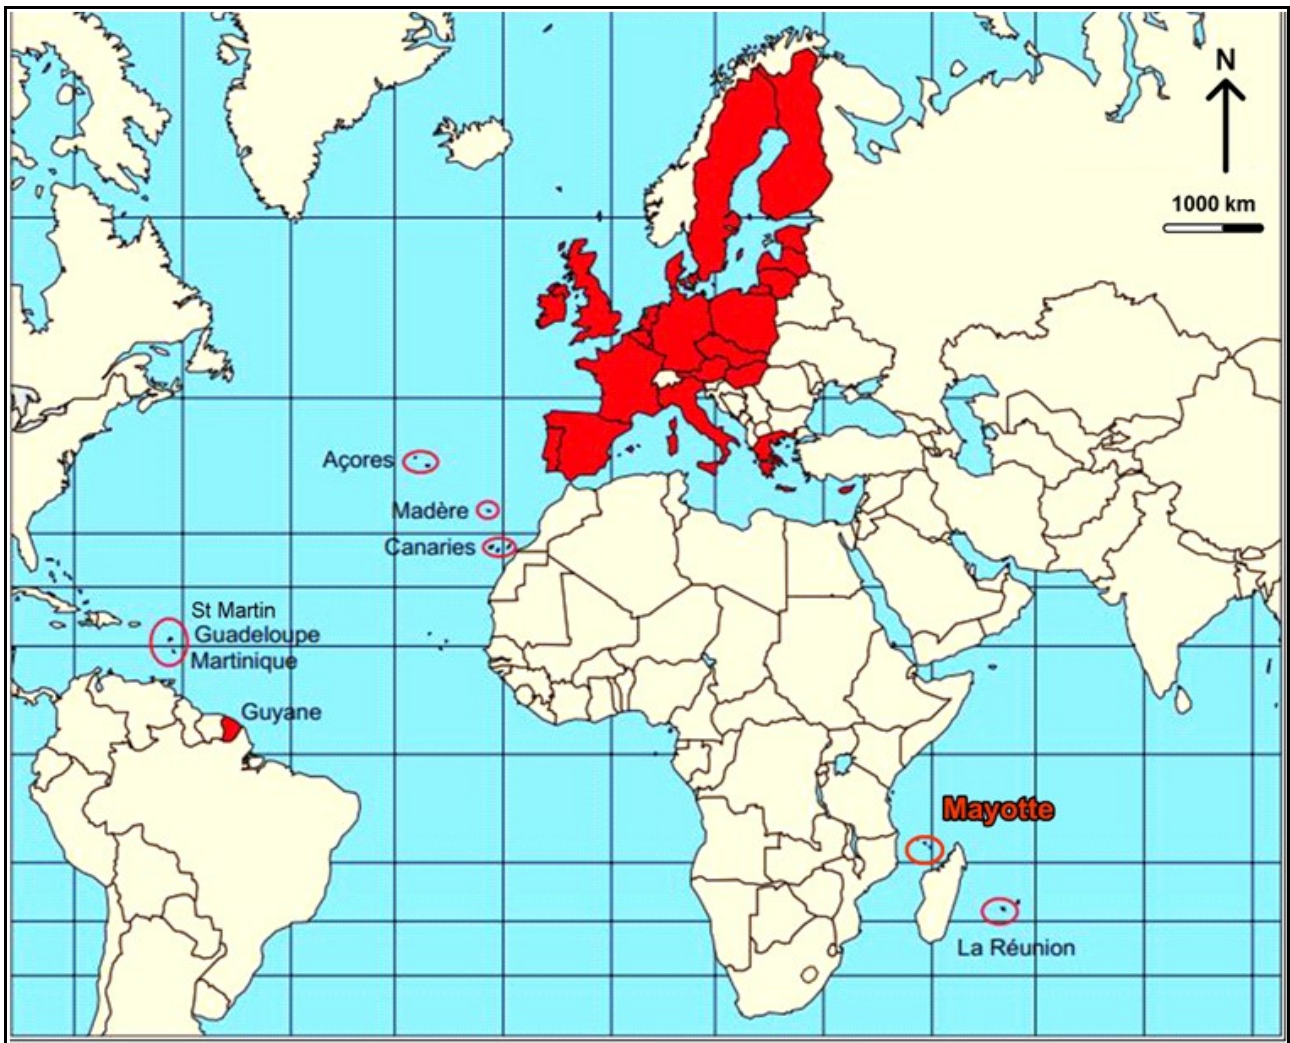 N
1000 km
Açores
Madère
Canaries
St Martin
Guadeloupe
Martinique
Guyane
Mayotte
La Réunion